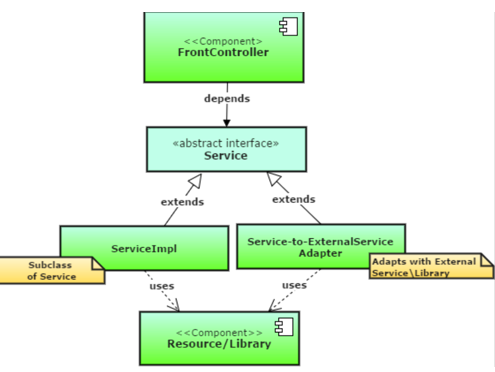 <<Component>
FrontController
depends
«abstract interface»
Service
extends
extends
ServiceImpl
Service-to-ExternalService
Adapter
Subclass
of Service
Adapts with External
Service\Library
uses
uses
<<Component>>
Resource/Library